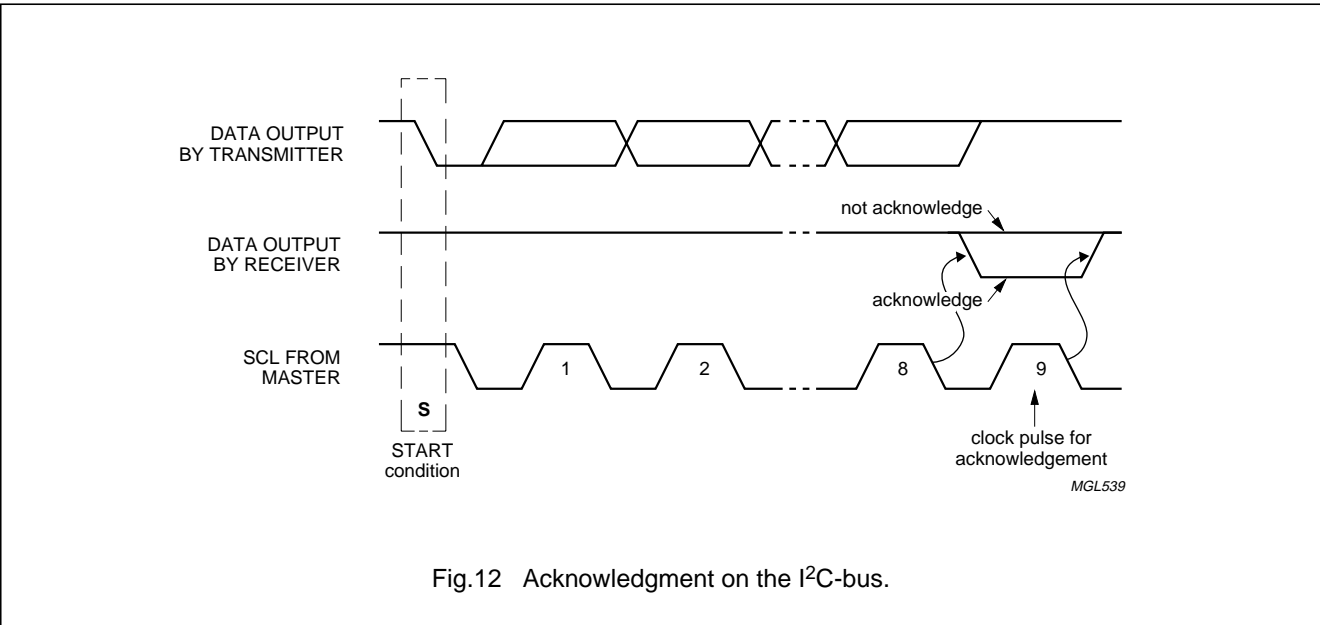 DATA OUTPUT
BY TRANSMITTER
not acknowledge
DATA OUTPUT
BY RECEIVER
acknowledge
SCL FROM
MASTER
1
2
8
9
S
START
condition
clock pulse for
acknowledgement
MGL539
Fig.12 Acknowledgment on the I²C-bus.